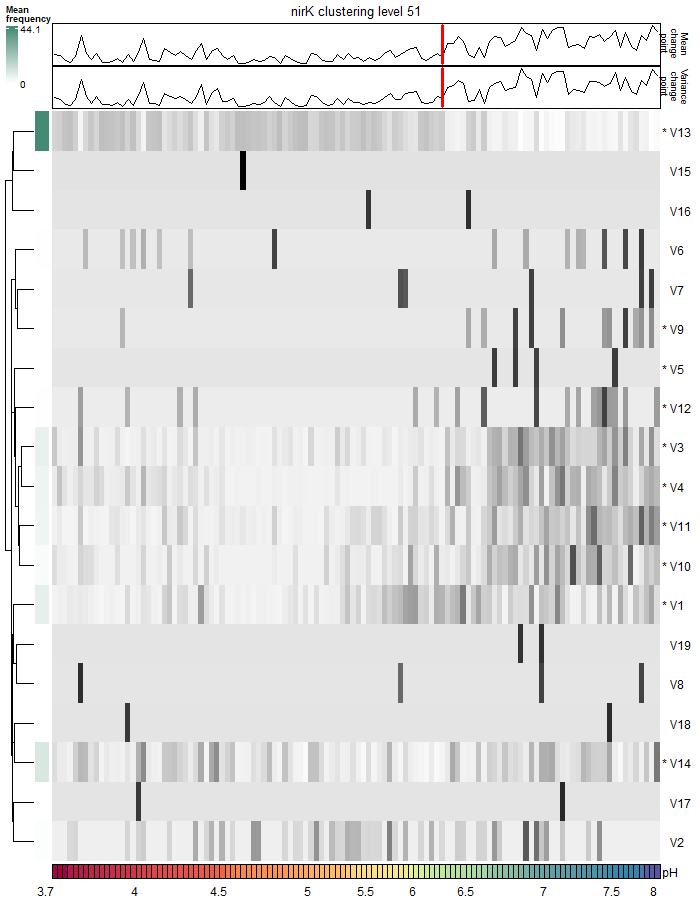 Mean
frequency
44.1
0
nirK clustering level 51
Mean
change
point
Variance
change
point
* V13
V15
V16
V6
V7
* V9
* V5
* V12
* V3
* V4
* V11
* V10
* V1
V19
V8
V18
* V14
V17
V2
pH
3.7 4 4.5 5 5.5 6 6.5 7 7.5 8